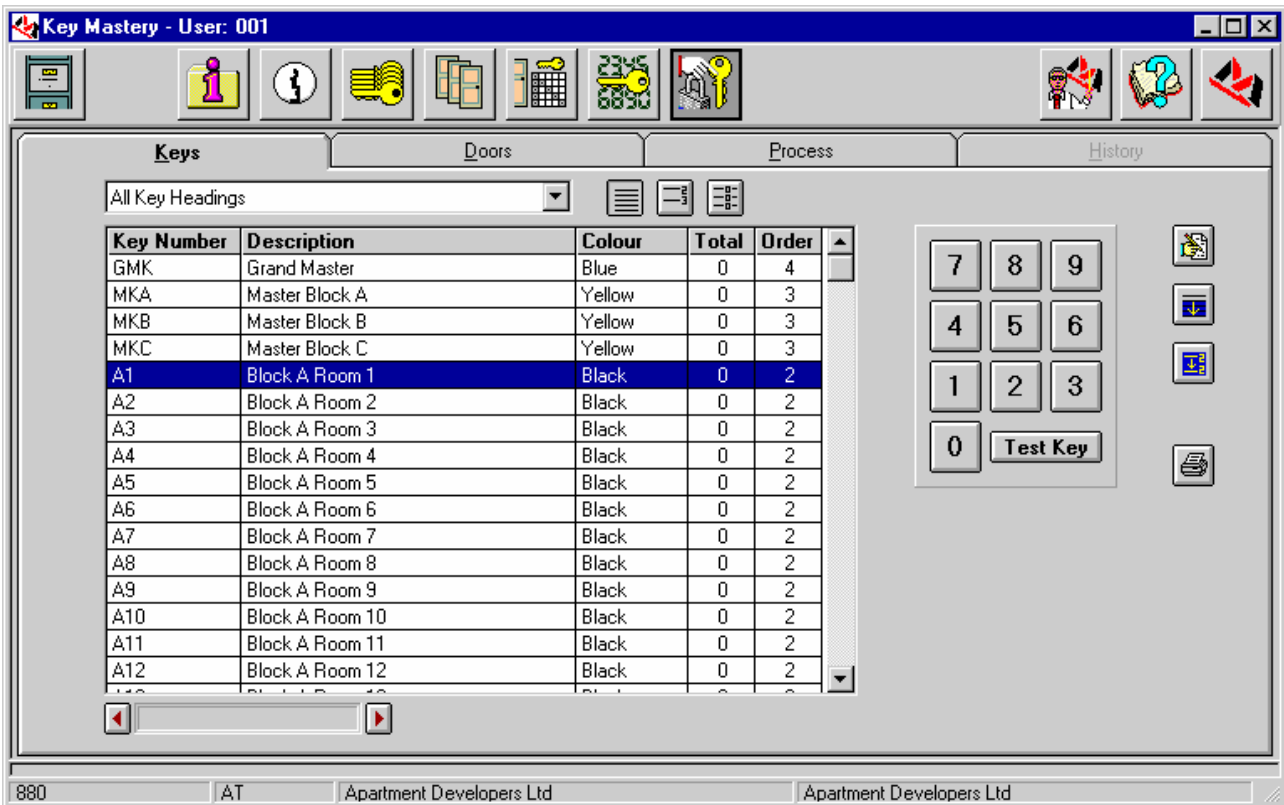 Key Mastery - User: 001
2345
6890
Keys Doors Process History
All Key Headings
Key Number Description Colour Total Order
GMK Grand Master Blue 0 4
MKA Master Block A Yellow 0 3
MKB Master Block B Yellow 0 3
MKC Master Block C Yellow 0 3
A1 Block A Room 1 Black 0 2
A2 Block A Room 2 Black 0 2
A3 Block A Room 3 Black 0 2
A4 Block A Room 4 Black 0 2
A5 Block A Room 5 Black 0 2
A6 Block A Room 6 Black 0 2
A7 Block A Room 7 Black 0 2
A8 Block A Room 8 Black 0 2
A9 Block A Room 9 Black 0 2
A10 Block A Room 10 Black 0 2
A11 Block A Room 11 Black 0 2
A12 Block A Room 12 Black 0 2
7 8 9
4 5 6
1 2 3
0 Test Key
880 AT Apartment Developers Ltd Apartment Developers Ltd